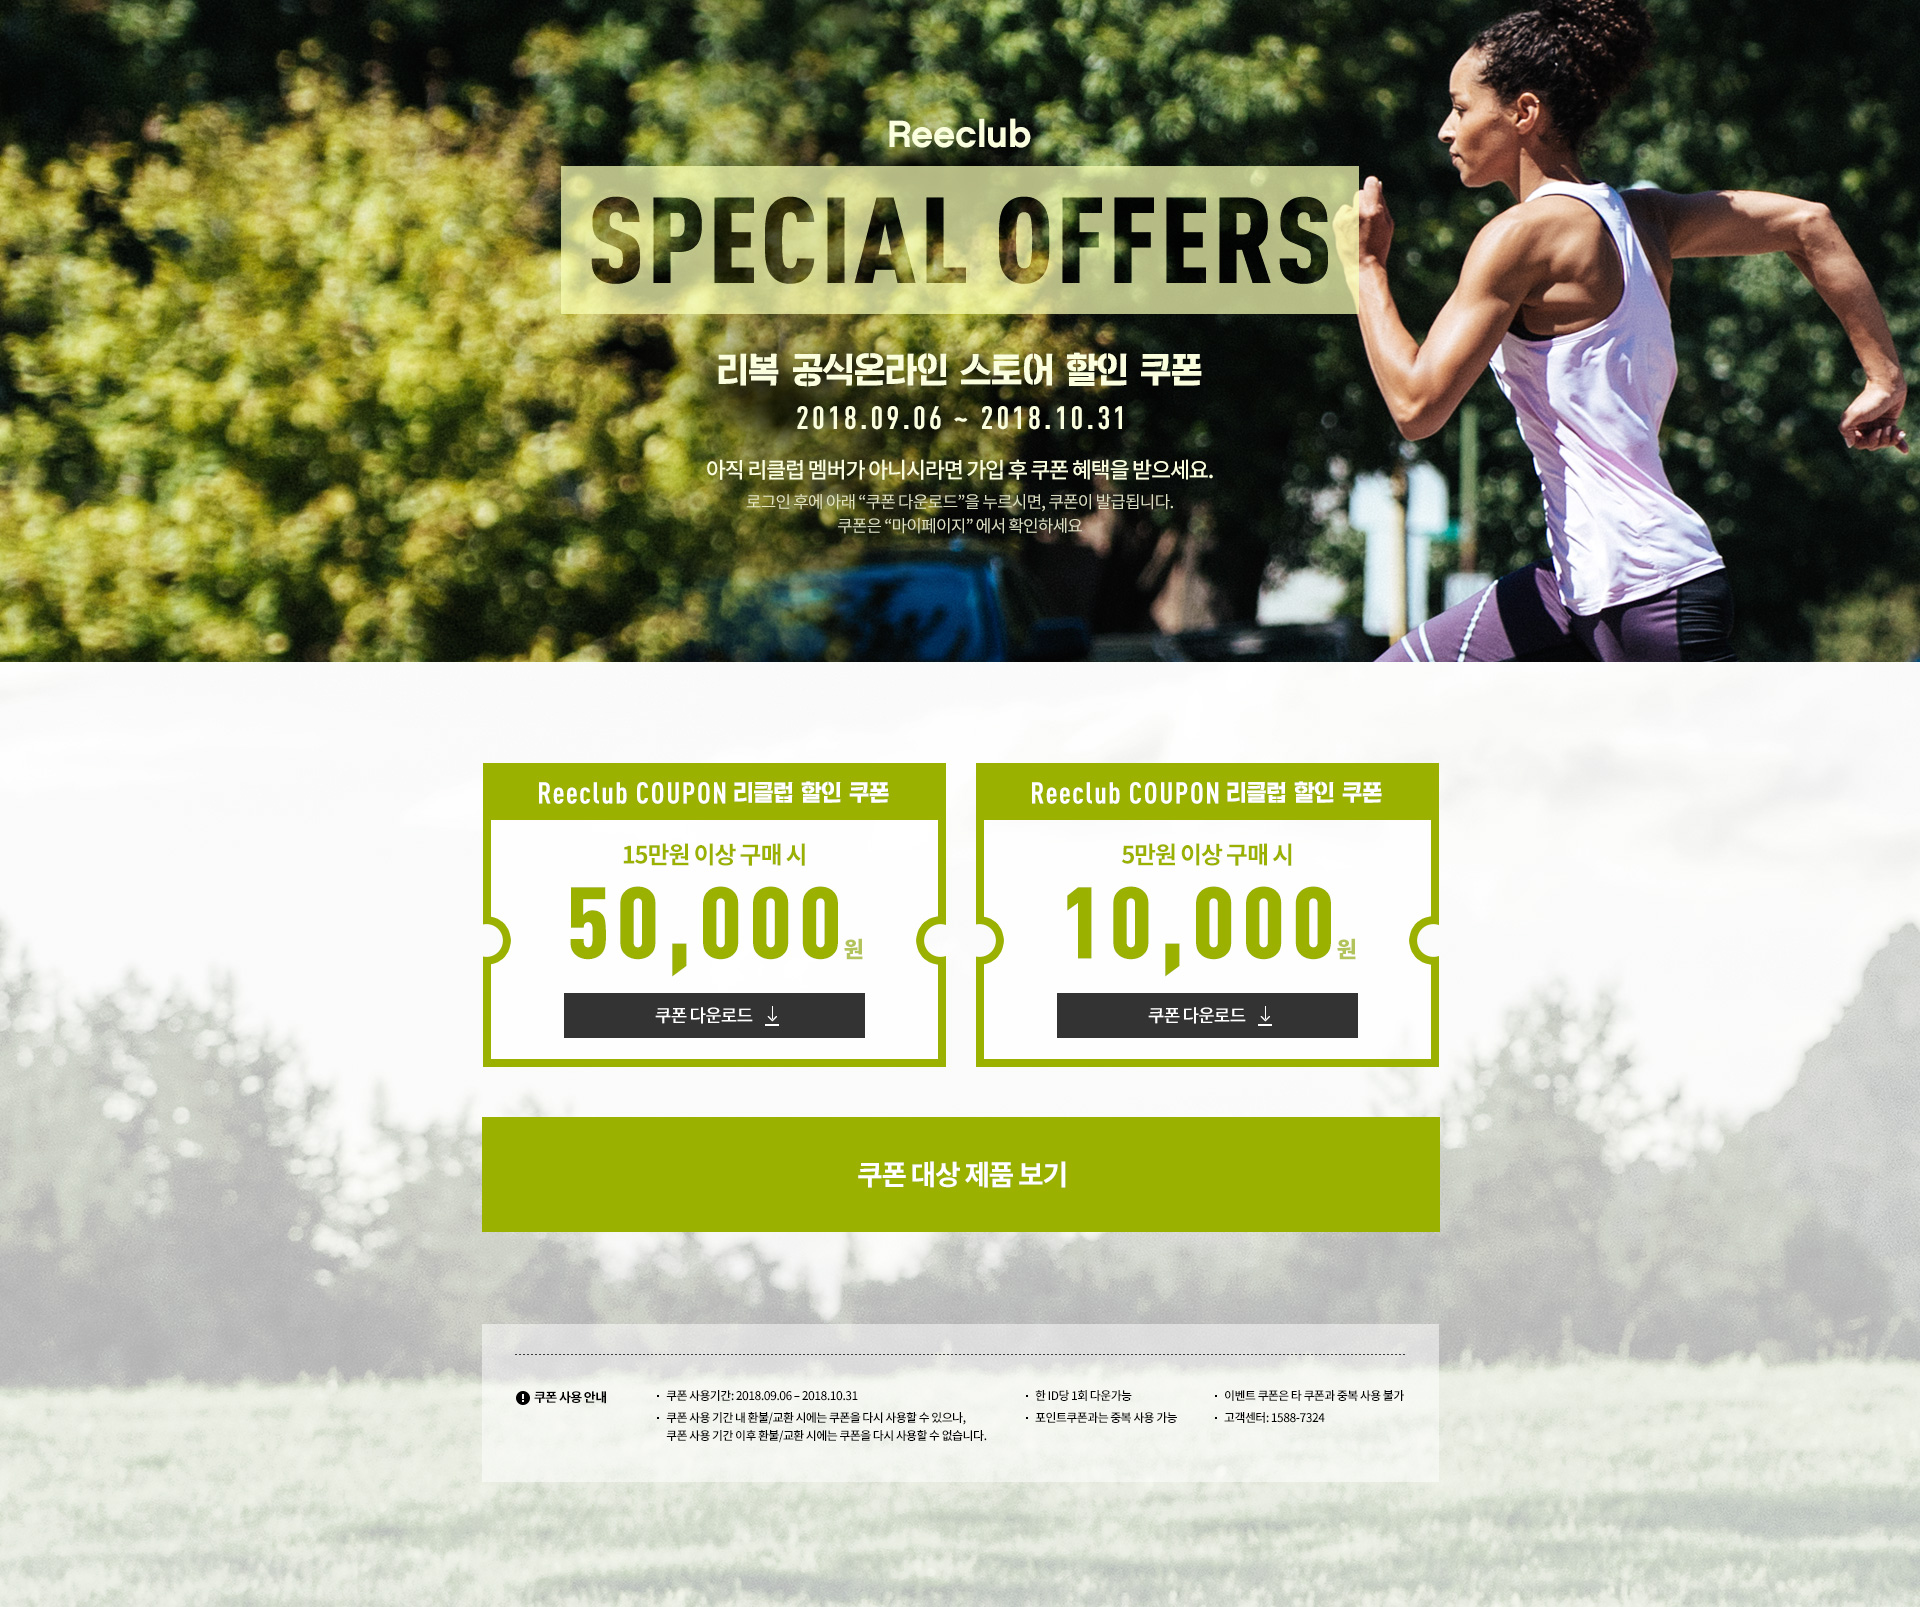 Reeclub
SPECIAL OFFERS
리복 공식온라인 스토어 할인 쿠폰
2018.09.06 ~ 2018.10.31
아직 리클럽 멤버가 아니시라면 가입 후 쿠폰 혜택을 받으세요.
로그인 후에 아래 “쿠폰 다운로드”을 누르시면, 쿠폰이 발급됩니다.
쿠폰은 “마이페이지” 에서 확인하세요
Reeclub COUPON 리클럽 할인 쿠폰
15만원 이상 구매 시
50,000원
쿠폰 다운로드
Reeclub COUPON 리클럽 할인 쿠폰
5만원 이상 구매 시
10,000원
쿠폰 다운로드
쿠폰 대상 제품 보기
쿠폰 사용 안내
· 쿠폰 사용기간: 2018.09.06 – 2018.10.31
· 쿠폰 사용 기간 내 환불/교환 시에는 쿠폰을 다시 사용할 수 있으나,
쿠폰 사용 기간 이후 환불/교환 시에는 쿠폰을 다시 사용할 수 없습니다.
· 한 ID당 1회 다운가능
· 포인트쿠폰과는 중복 사용 가능
· 이벤트 쿠폰은 타 쿠폰과 중복 사용 불가
· 고객센터: 1588-7324